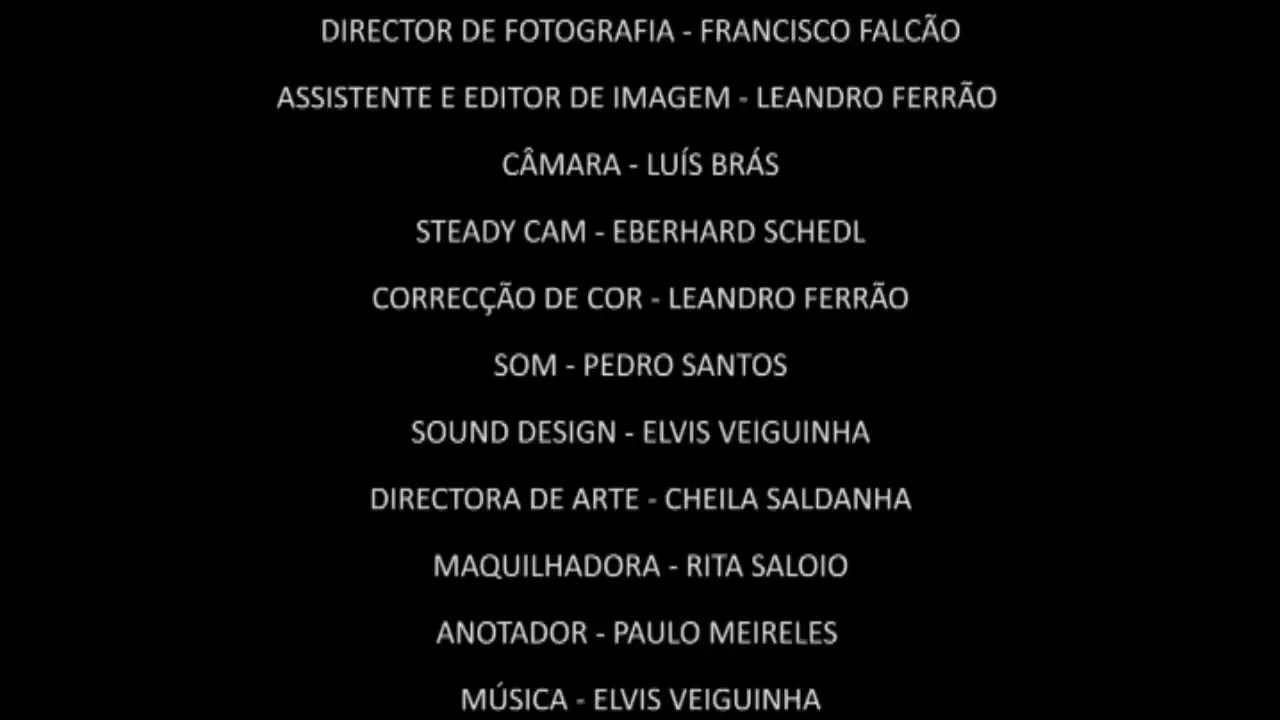 DIRECTOR DE FOTOGRAFIA - FRANCISCO FALCÃO
ASSISTENTE E EDITOR DE IMAGEM - LEANDRO FERRÃO
CÂMARA - LUÍS BRÁS
STEADY CAM - EBERHARD SCHEDL
CORRECÇÃO DE COR - LEANDRO FERRÃO
SOM - PEDRO SANTOS
SOUND DESIGN - ELVIS VEIGUINHA
DIRECTORA DE ARTE - CHEILA SALDANHA
MAQUILHADORA - RITA SALOIO
ANOTADOR - PAULO MEIRELES
MÚSICA - ELVIS VEIGUINHA